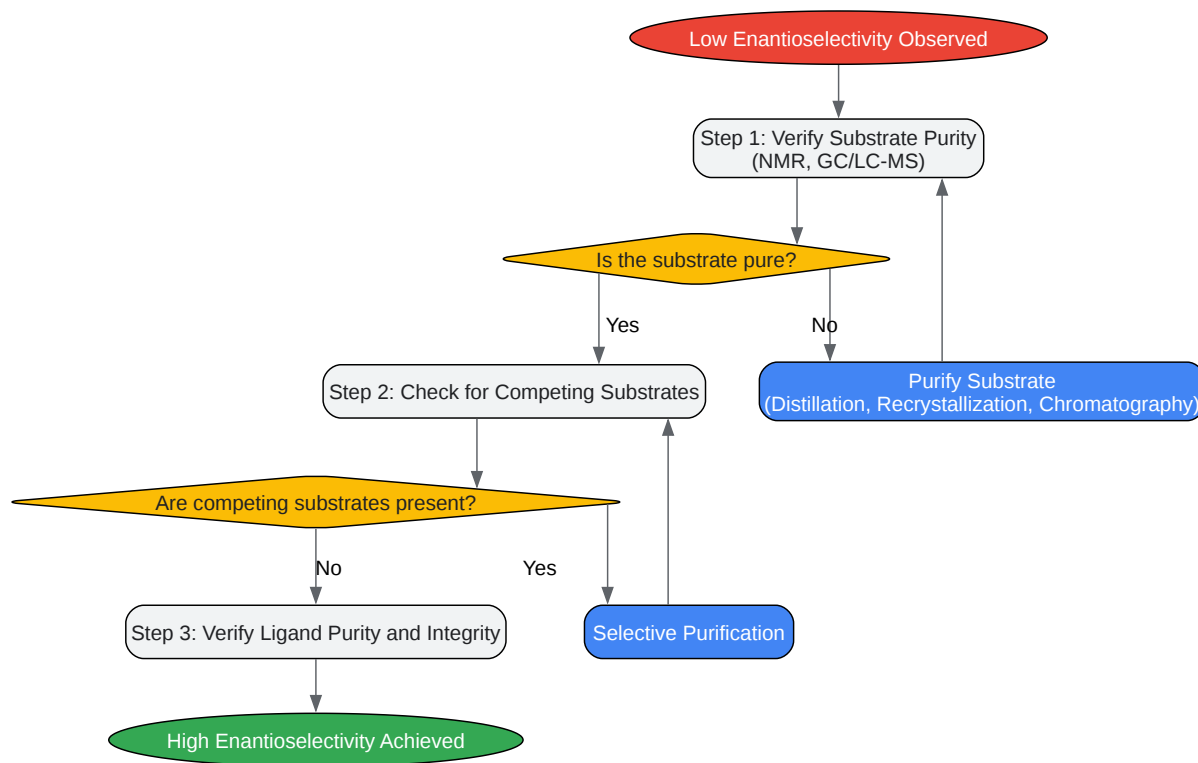 Low Enantioselectivity Observed
Step 1: Verify Substrate Purity
(NMR, GC/LC-MS)
Is the substrate pure?
Yes
No
Step 2: Check for Competing Substrates
Purify Substrate
(Distillation, Recrystallization, Chromatography)
Are competing substrates present?
No
Yes
Step 3: Verify Ligand Purity and Integrity
Selective Purification
High Enantioselectivity Achieved